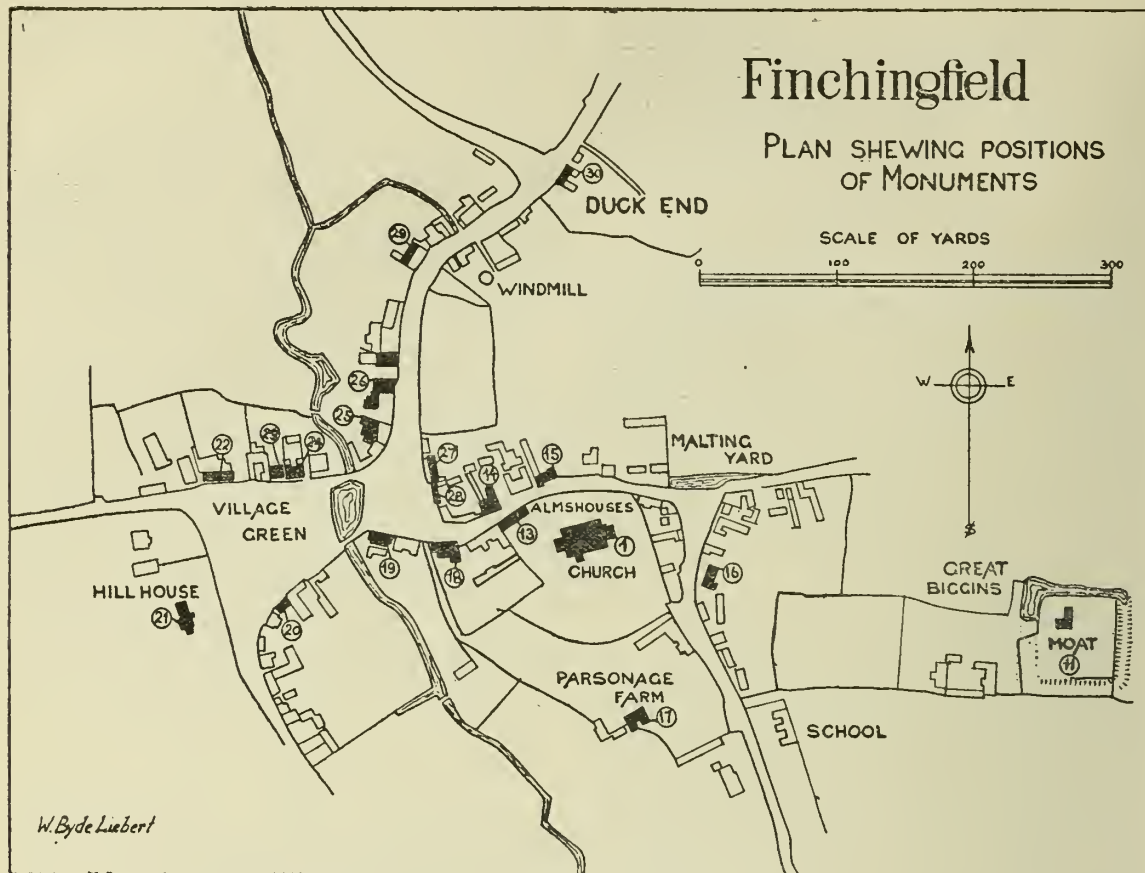 Finchingfield
PLAN SHEWING POSITIONS
OF MONUMENTS
SCALE OF YARDS
0 100 200 300
30
DUCK END
29
WINDMILL
W E
S
26
25
22 23 24
27
28
14
15
MALTING
YARD
VILLAGE
GREEN
ALMSHOUSES
13
1
CHURCH
19
18
16
GREAT
BIGGINS
HILL HOUSE
21
20
MOAT
11
PARSONAGE
FARM
17
SCHOOL
W. Byde Liebert